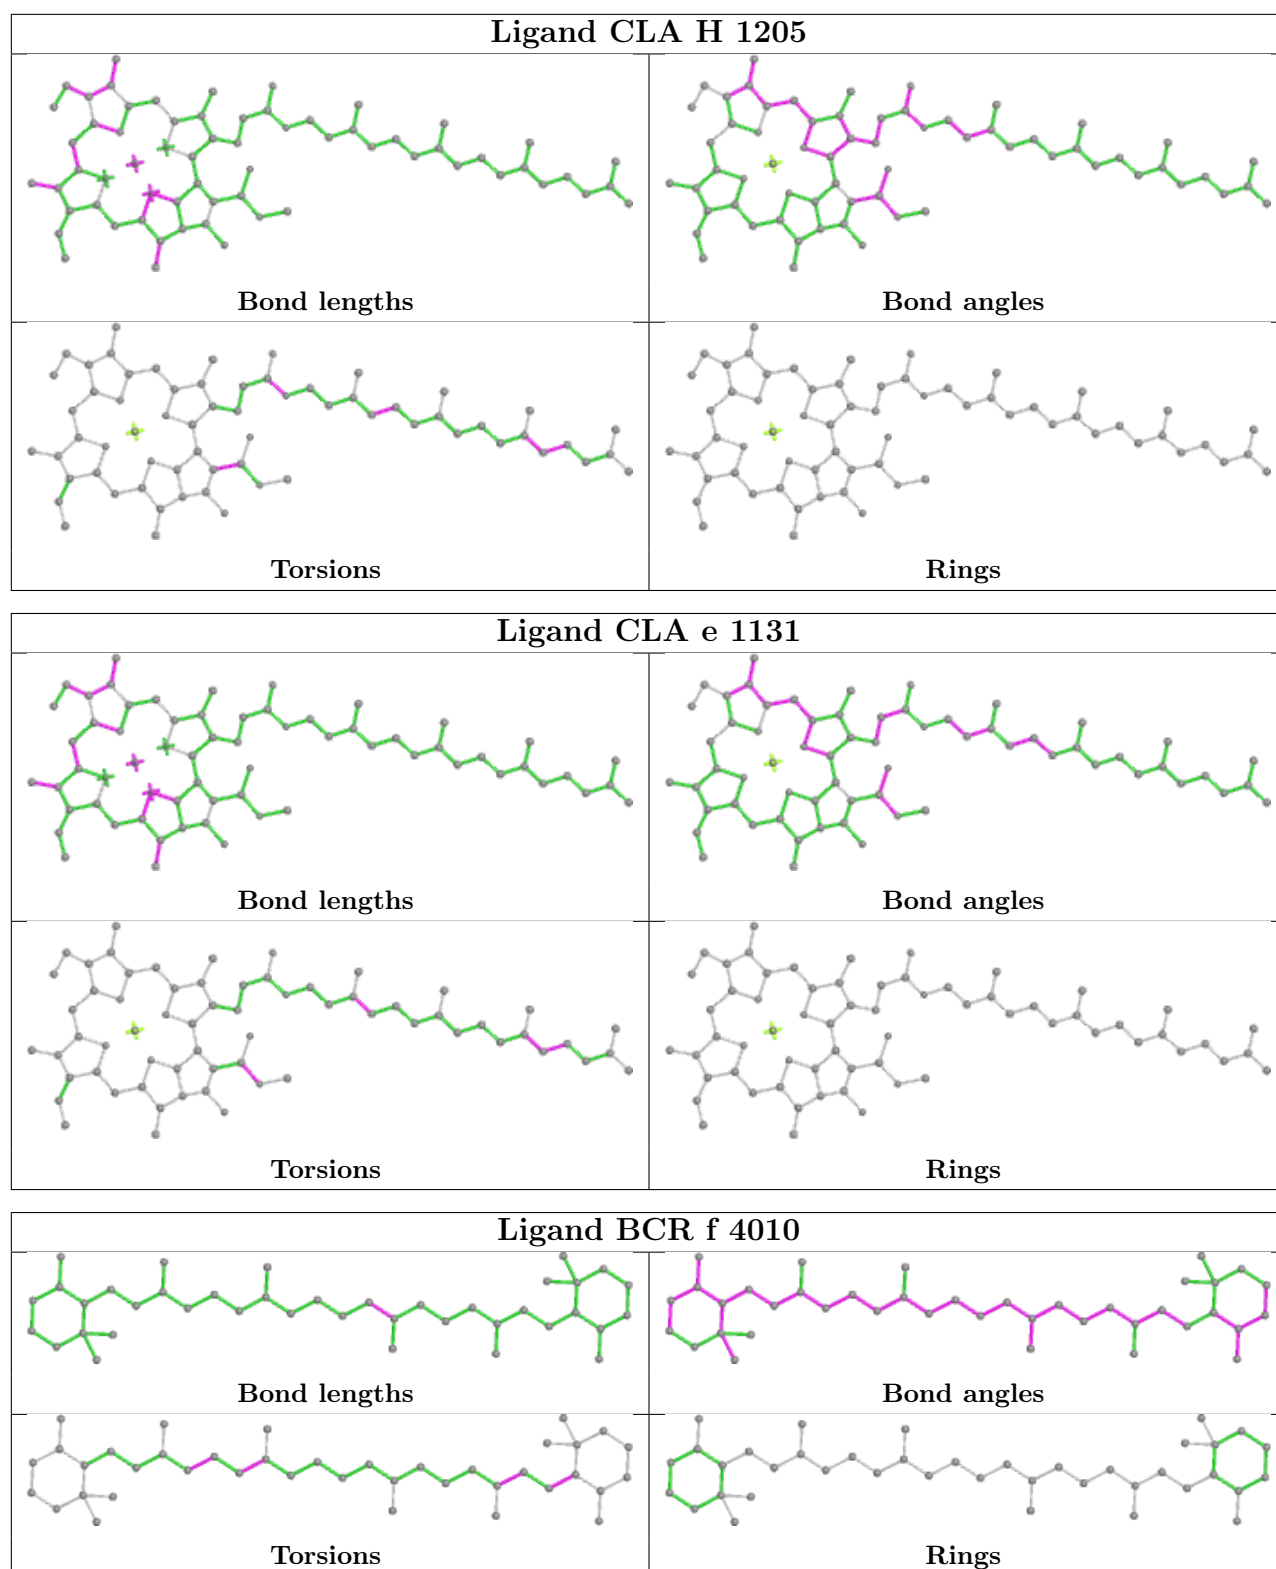 Ligand CLA H 1205
Bond lengths
Bond angles
Torsions
Rings
Ligand CLA e 1131
Bond lengths
Bond angles
Torsions
Rings
Ligand BCR f 4010
Bond lengths
Bond angles
Torsions
Rings